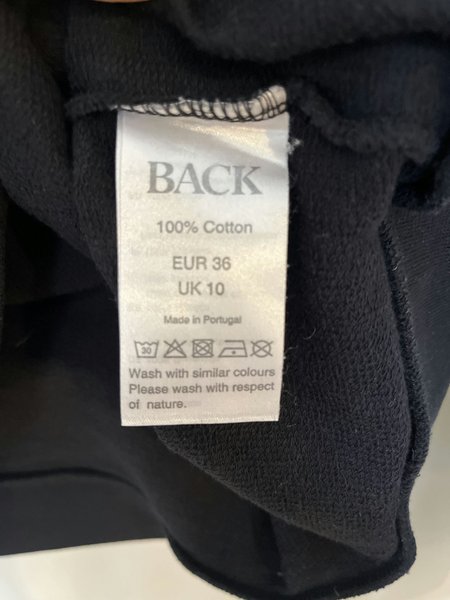 BACK
100% Cotton
EUR 36
UK 10
Made in Portugal
30
Wash with similar colours
Please wash with respect
of nature.